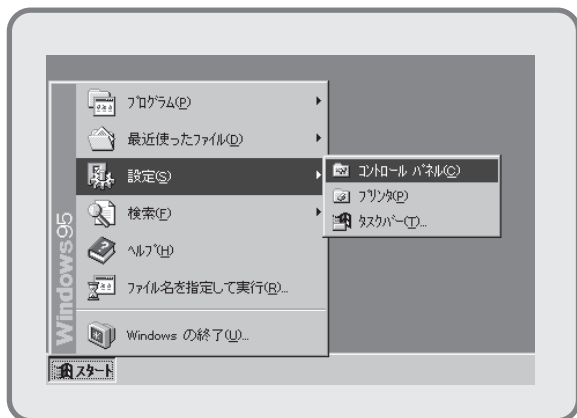 プログラム(P)
最近使ったファイル(D)
設定(S)
検索(F)
ヘルプ(H)
ファイル名を指定して実行(R)...
Windows の終了(U)...
コントロール パネル(C)
プリンタ(P)
タスクバー(T)...
Windows95
スタート